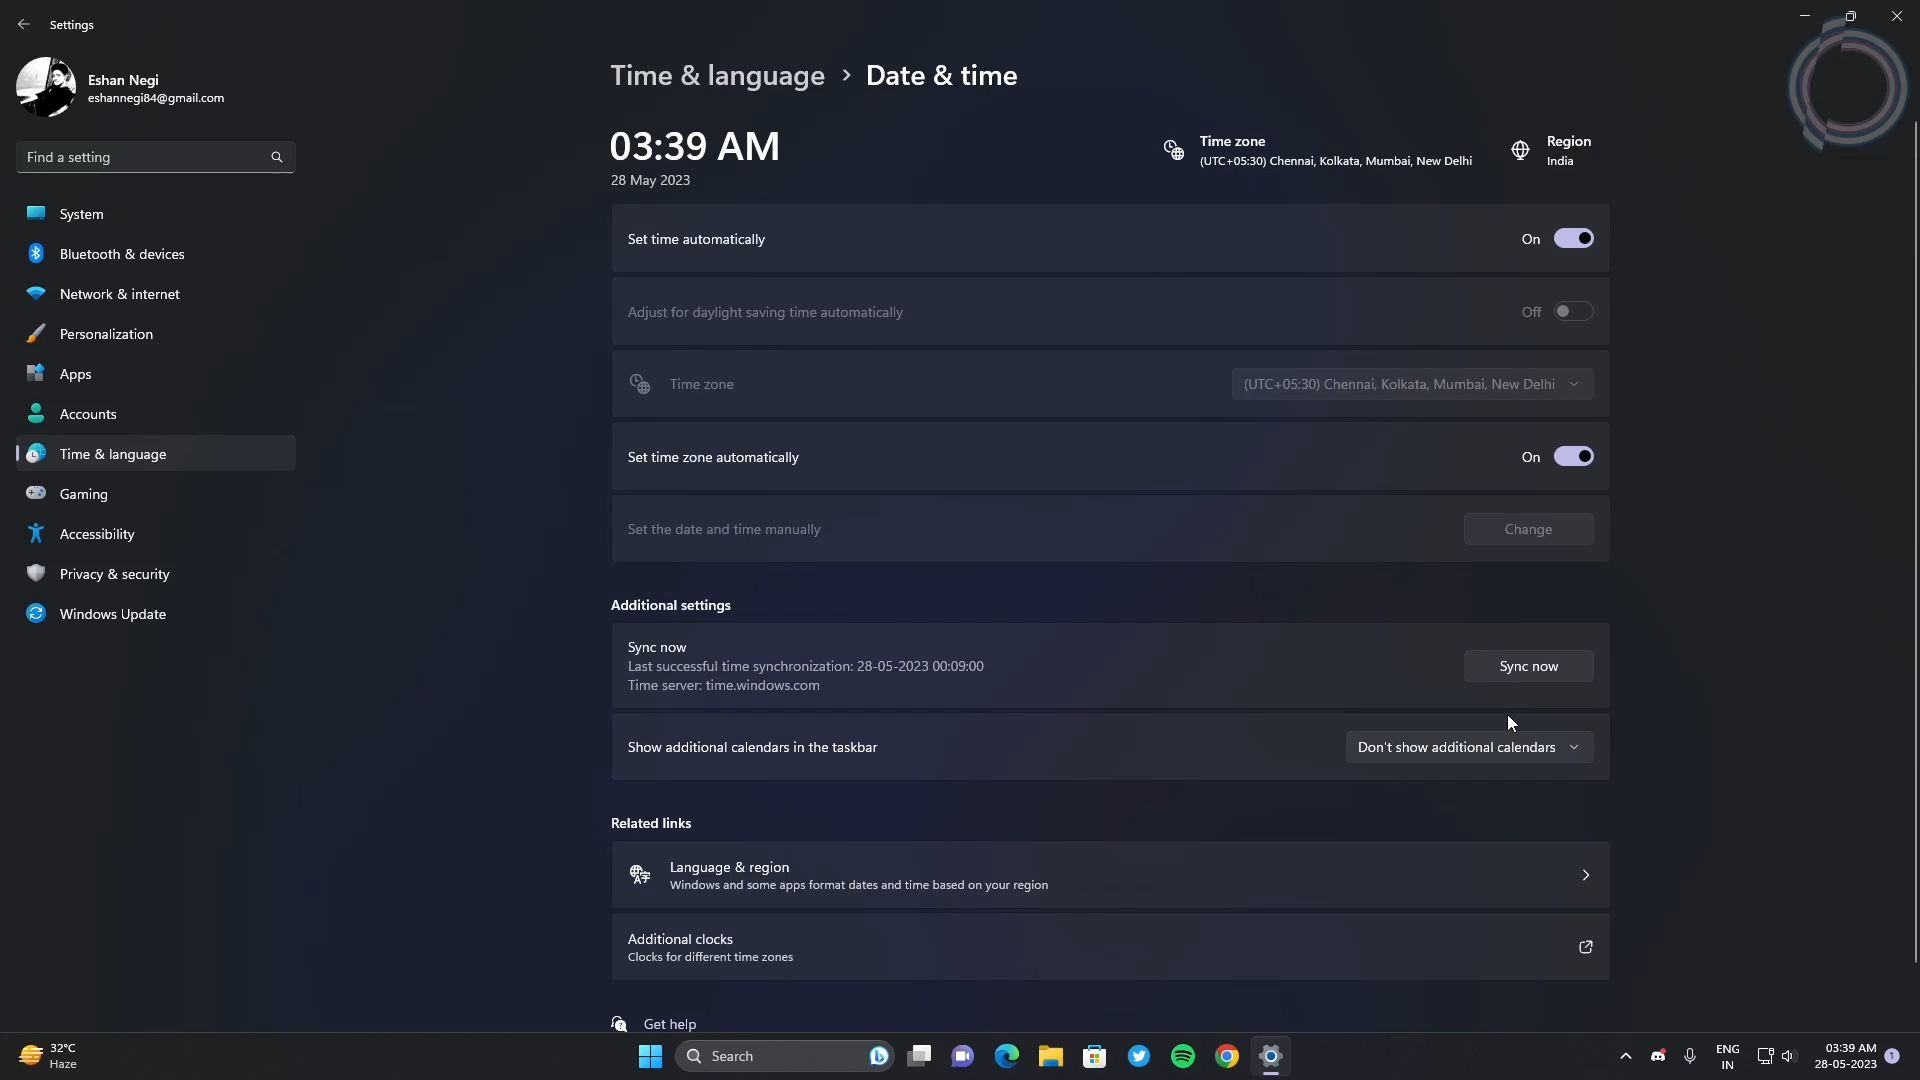 Settings
Eshan Negi
eshannegi84@gmail.com
Find a setting
System
Bluetooth & devices
Network & internet
Personalization
Apps
Accounts
Time & language
Gaming
Accessibility
Privacy & security
Windows Update
Time & language > Date & time
03:39 AM
28 May 2023
Time zone
(UTC+05:30) Chennai, Kolkata, Mumbai, New Delhi
Region
India
Set time automatically
On
Adjust for daylight saving time automatically
Off
Time zone
(UTC+05:30) Chennai, Kolkata, Mumbai, New Delhi
Set time zone automatically
On
Set the date and time manually
Change
Additional settings
Sync now
Last successful time synchronization: 28-05-2023 00:09:00
Time server: time.windows.com
Sync now
Show additional calendars in the taskbar
Don't show additional calendars
Related links
Language & region
Windows and some apps format dates and time based on your region
Additional clocks
Clocks for different time zones
Get help
32°C
Haze
Search
ENG
IN
03:39 AM
28-05-2023
1